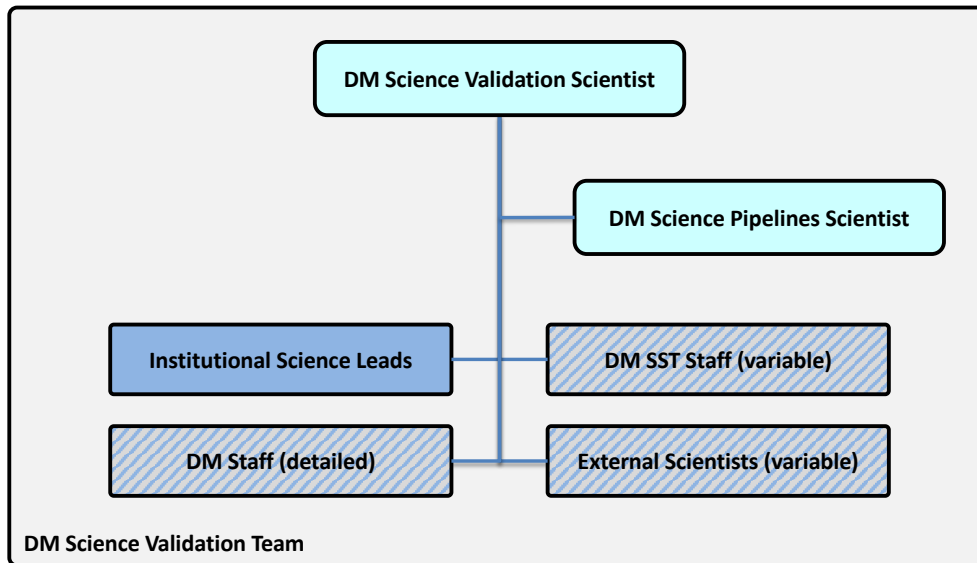 DM Science Validation Scientist
DM Science Pipelines Scientist
Institutional Science Leads
DM SST Staff (variable)
DM Staff (detailed)
External Scientists (variable)
DM Science Validation Team